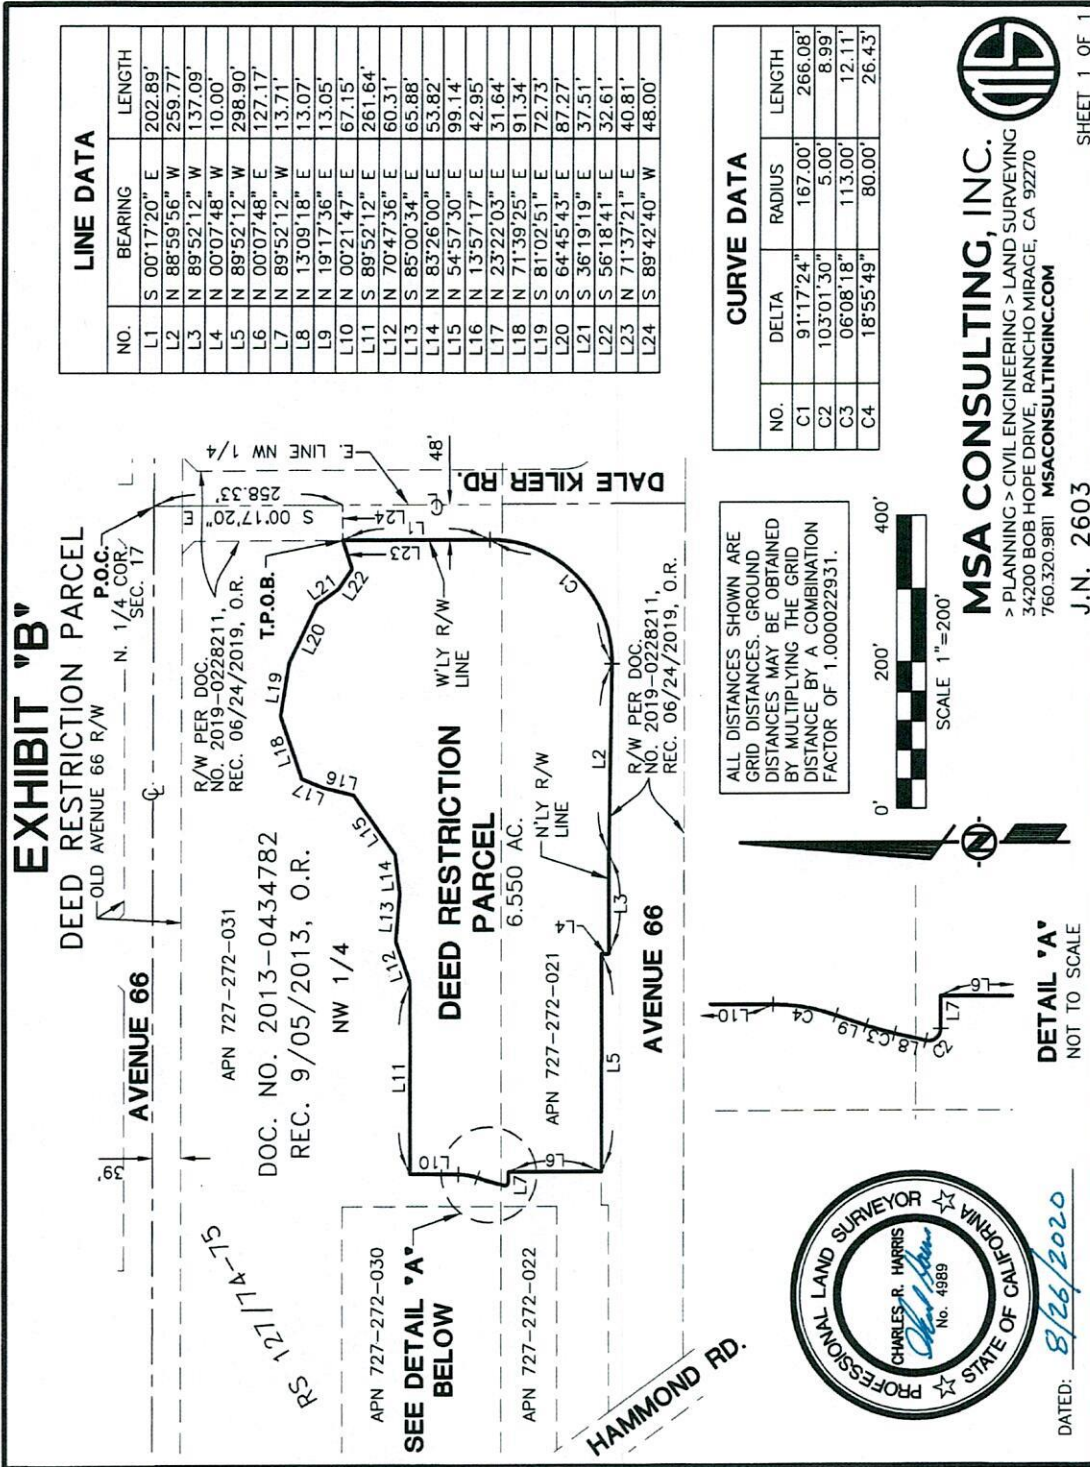 EXHIBIT "B"
DEED RESTRICTION PARCEL
OLD AVENUE 66 R/W
P.O.C.
N. 1/4 COR.
SEC. 17
AVENUE 66
39'
℄
APN 727-272-031
DOC. NO. 2013-0434782
REC. 9/05/2013, O.R.
NW 1/4
RS 127/74-75
R/W PER DOC.
NO. 2019-0228211,
REC. 06/24/2019, O.R.
S 00°17'20" E
258.33'
E. LINE NW 1/4
T.P.O.B.
L24
48'
℄
DALE KILER RD.
L1
L23
L22
L21
L20
L19
L18
L17
L16
L15
L14
L13
L12
L11
L10
W'LY R/W
LINE
C1
DEED RESTRICTION
PARCEL
6.550 AC.
N'LY R/W
LINE
L2
L3
L4
L5
L6
L7
APN 727-272-021
R/W PER DOC.
NO. 2019-0228211,
REC. 06/24/2019, O.R.
AVENUE 66
APN 727-272-030
SEE DETAIL "A"
BELOW
APN 727-272-022
HAMMOND RD.
LINE DATA
NO. BEARING LENGTH
L1 S 00°17'20" E 202.89'
L2 N 88°59'56" W 259.77'
L3 N 89°52'12" W 137.09'
L4 N 00°07'48" W 10.00'
L5 N 89°52'12" W 298.90'
L6 N 00°07'48" E 127.17'
L7 N 89°52'12" W 13.71'
L8 N 13°09'18" E 13.07'
L9 N 19°17'36" E 13.05'
L10 N 00°21'47" E 67.15'
L11 S 89°52'12" E 261.64'
L12 N 70°47'36" E 60.31'
L13 S 85°00'34" E 65.88'
L14 N 83°26'00" E 53.82'
L15 N 54°57'30" E 99.14'
L16 N 13°57'17" E 42.95'
L17 N 23°22'03" E 31.64'
L18 N 71°39'25" E 91.34'
L19 S 81°02'51" E 72.73'
L20 S 64°45'43" E 87.27'
L21 S 36°19'19" E 37.51'
L22 S 56°18'41" E 32.61'
L23 N 71°37'21" E 40.81'
L24 S 89°42'40" W 48.00'
CURVE DATA
NO. DELTA RADIUS LENGTH
C1 91°17'24" 167.00' 266.08'
C2 103°01'30" 5.00' 8.99'
C3 06°08'18" 113.00' 12.11'
C4 18°55'49" 80.00' 26.43'
ALL DISTANCES SHOWN ARE
GRID DISTANCES. GROUND
DISTANCES MAY BE OBTAINED
BY MULTIPLYING THE GRID
DISTANCE BY A COMBINATION
FACTOR OF 1.000022931.
0' 200' 400'
SCALE 1"=200'
N
L10
C4
L9
C3
L8
C2
L7
L6
DETAIL "A"
NOT TO SCALE
PROFESSIONAL LAND SURVEYOR
CHARLES R. HARRIS
No. 4989
STATE OF CALIFORNIA
DATED: 8/26/2020
MSA CONSULTING, INC.
> PLANNING > CIVIL ENGINEERING > LAND SURVEYING
34200 BOB HOPE DRIVE, RANCHO MIRAGE, CA 92270
760.320.9811 MSACONSULTINGINC.COM
J.N. 2603
SHEET 1 OF 1